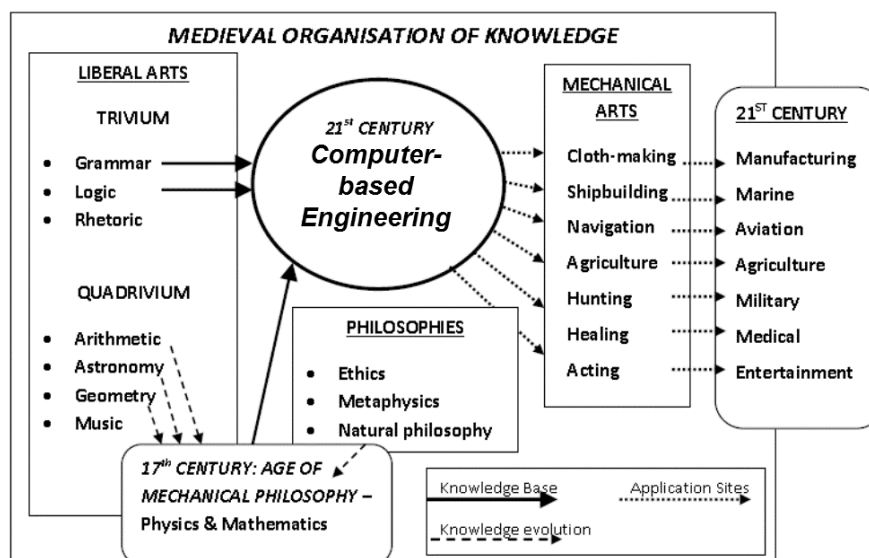 MEDIEVAL ORGANISATION OF KNOWLEDGE
LIBERAL ARTS
TRIVIUM
• Grammar
• Logic
• Rhetoric
QUADRIVIUM
• Arithmetic
• Astronomy
• Geometry
• Music
21st CENTURY
Computer-
based
Engineering
PHILOSOPHIES
• Ethics
• Metaphysics
• Natural philosophy
17th CENTURY: AGE OF
MECHANICAL PHILOSOPHY –
Physics & Mathematics
MECHANICAL
ARTS
Cloth-making
Shipbuilding
Navigation
Agriculture
Hunting
Healing
Acting
21ST CENTURY
Manufacturing
Marine
Aviation
Agriculture
Military
Medical
Entertainment
Knowledge Base
Application Sites
Knowledge evolution